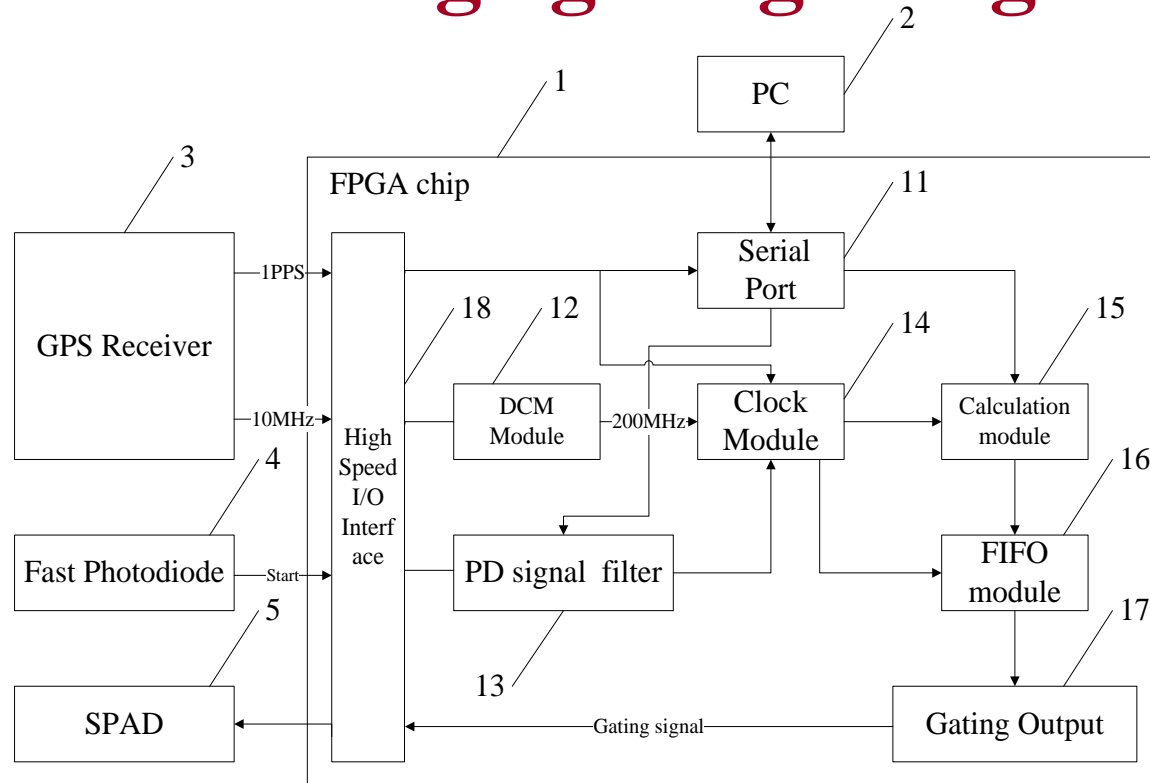 2
PC
1
3
FPGA chip
11
GPS Receiver
1PPS
10MHz
High
Speed
I/O
Interf
ace
18
12
DCM
Module
200MHz
Serial
Port
14
Clock
Module
15
Calculation
module
4
Fast Photodiode
Start
PD signal filter
13
16
FIFO
module
5
SPAD
17
Gating Output
Gating signal